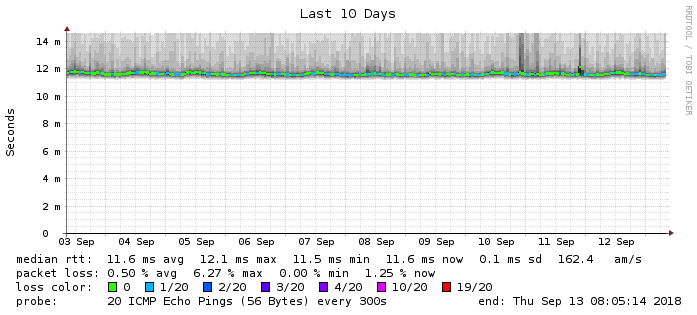 Last 10 Days
RRDTOOL / TOBI OETIKER
Seconds
14 m
12 m
10 m
8 m
6 m
4 m
2 m
0
03 Sep 04 Sep 05 Sep 06 Sep 07 Sep 08 Sep 09 Sep 10 Sep 11 Sep 12 Sep
median rtt: 11.6 ms avg 12.1 ms max 11.5 ms min 11.6 ms now 0.1 ms sd 162.4 am/s
packet loss: 0.50 % avg 6.27 % max 0.00 % min 1.25 % now
loss color: 0 1/20 2/20 3/20 4/20 10/20 19/20
probe: 20 ICMP Echo Pings (56 Bytes) every 300s end: Thu Sep 13 08:05:14 2018